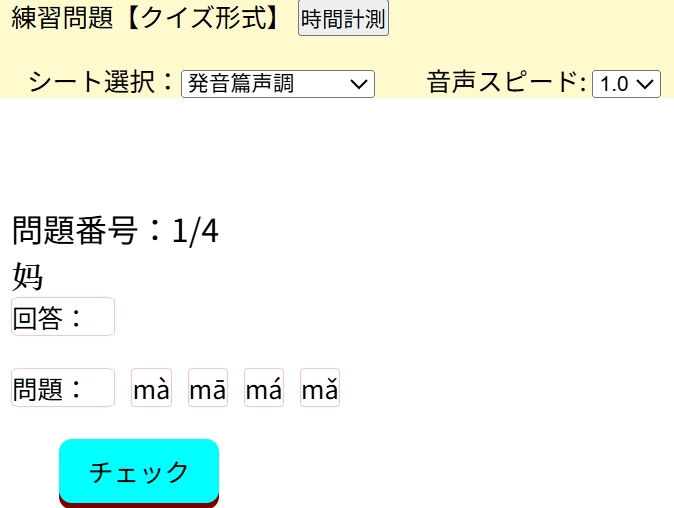 練習問題【クイズ形式】 時間計測
シート選択： 発音篇声調 音声スピード: 1.0
問題番号：1/4
妈
回答：
問題： mà mā má mǎ
チェック